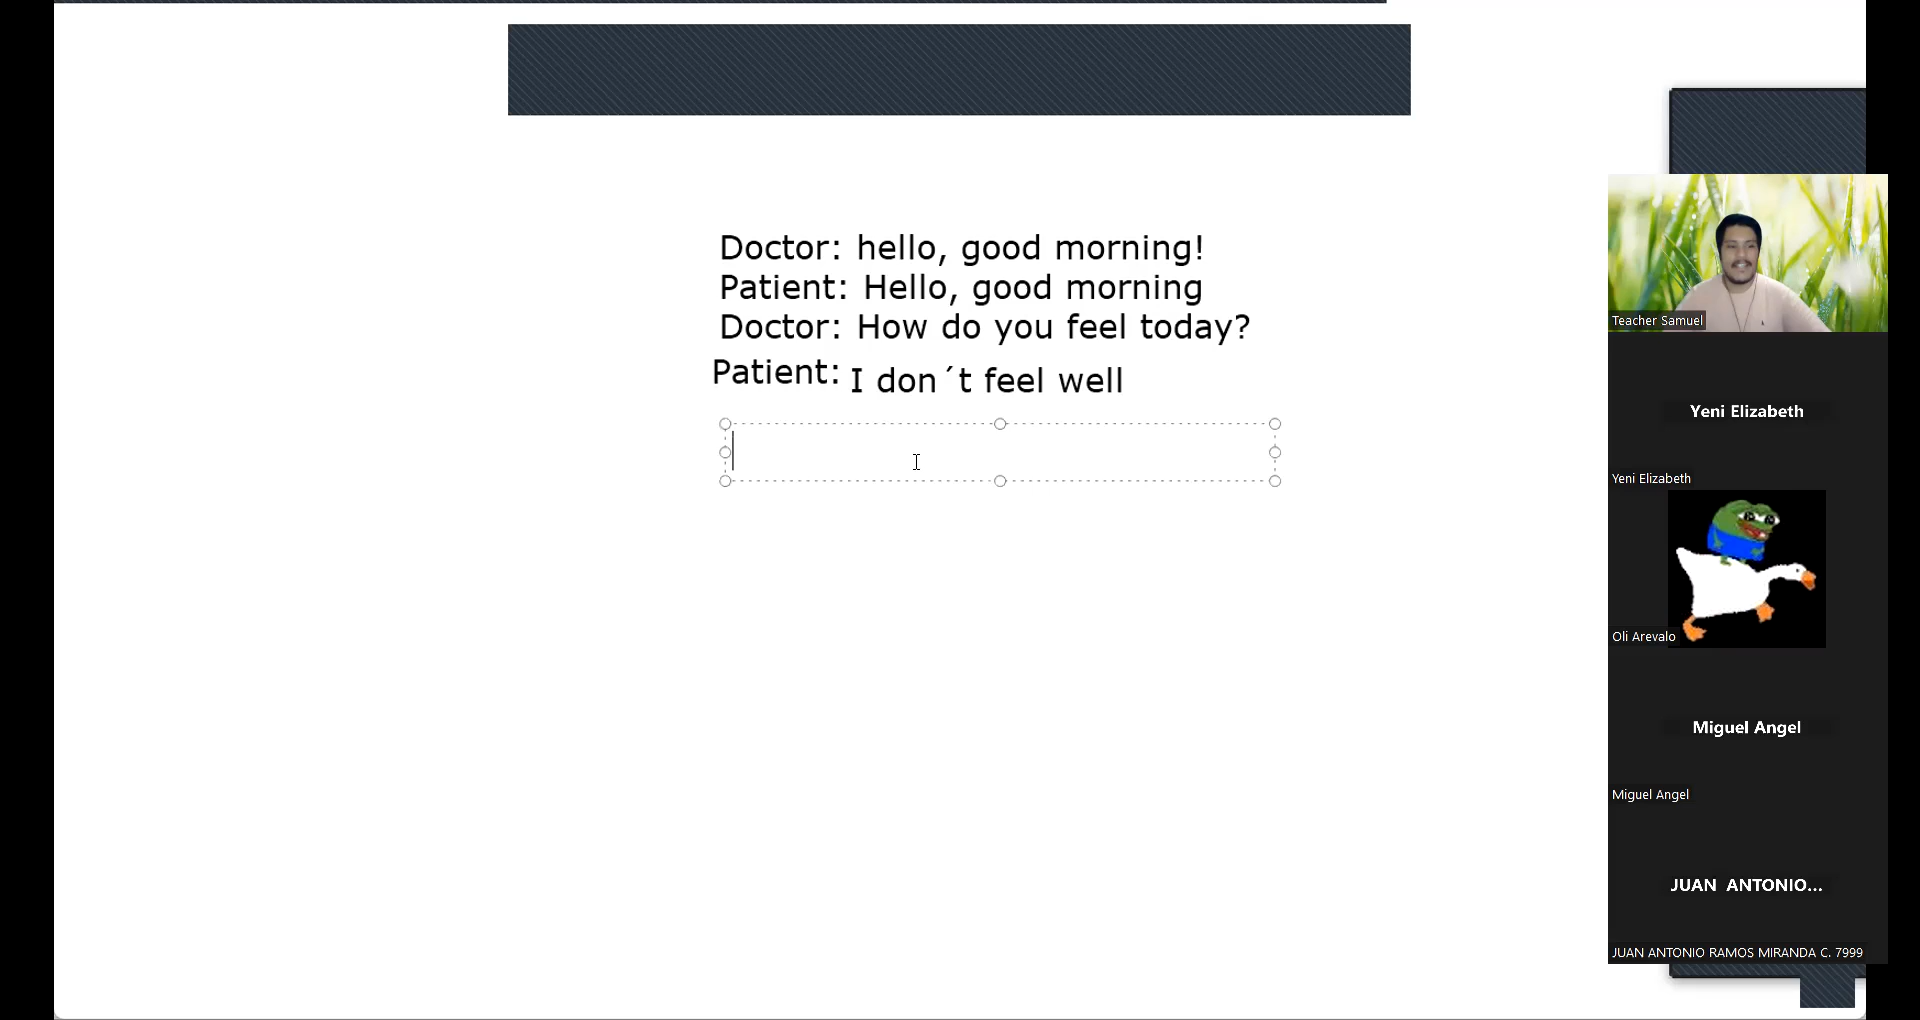 Doctor: hello, good morning!
Patient: Hello, good morning
Doctor: How do you feel today?
Patient: I don´t feel well
Teacher Samuel
Yeni Elizabeth
Yeni Elizabeth
Oli Arevalo
Miguel Angel
Miguel Angel
JUAN ANTONIO...
JUAN ANTONIO RAMOS MIRANDA C. 7999